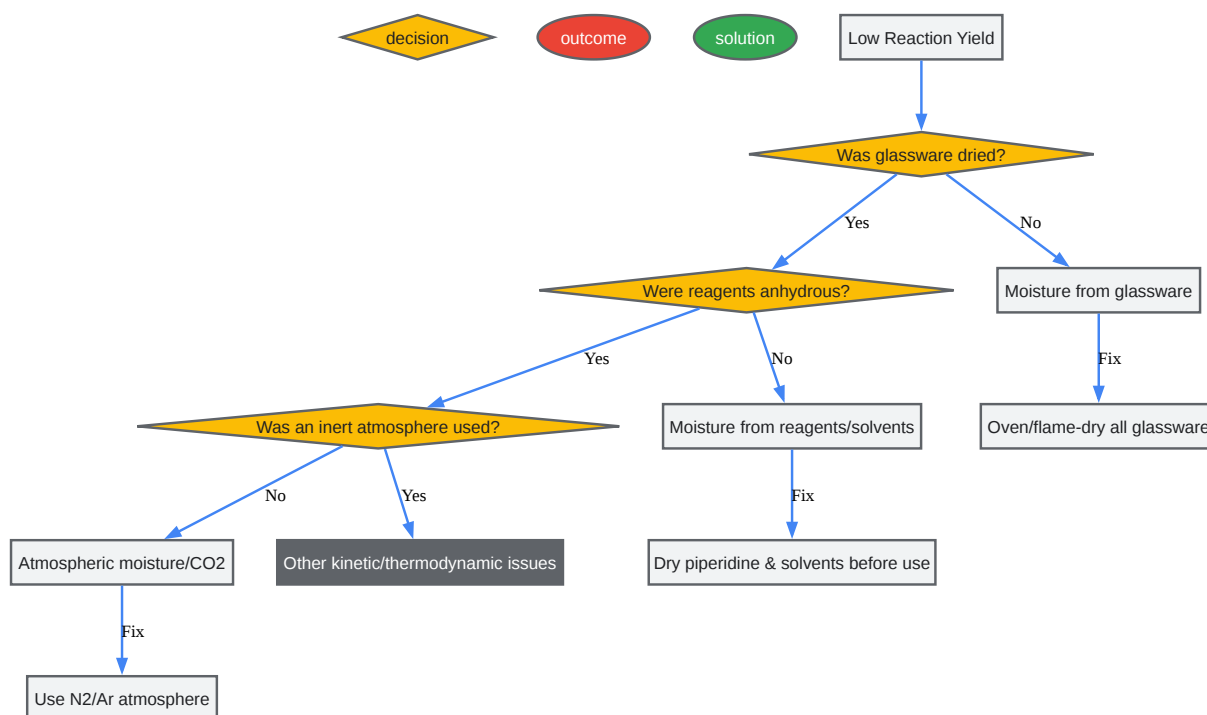 decision
outcome
solution
Low Reaction Yield
Was glassware dried?
Yes
No
Were reagents anhydrous?
Moisture from glassware
Yes
No
Fix
Was an inert atmosphere used?
Moisture from reagents/solvents
Oven/flame-dry all glassware
No
Yes
Fix
Atmospheric moisture/CO2
Other kinetic/thermodynamic issues
Dry piperidine & solvents before use
Fix
Use N2/Ar atmosphere